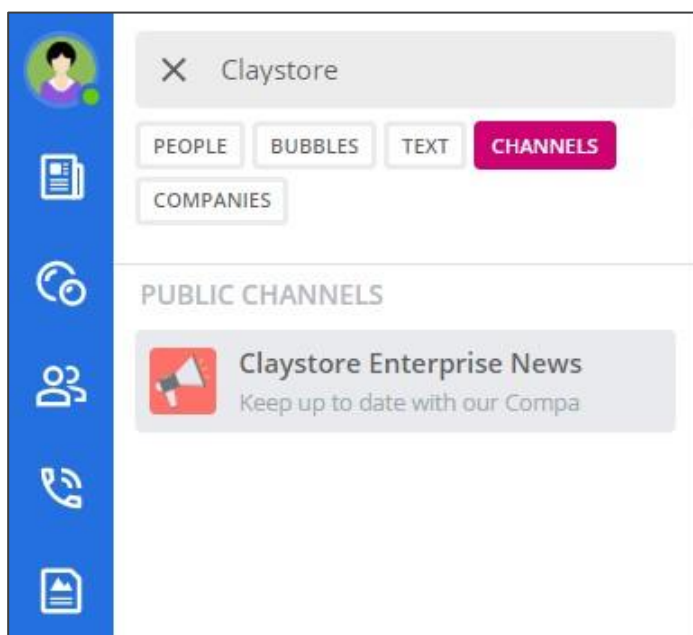 Claystore
PEOPLE BUBBLES TEXT CHANNELS
COMPANIES
PUBLIC CHANNELS
Claystore Enterprise News
Keep up to date with our Compa